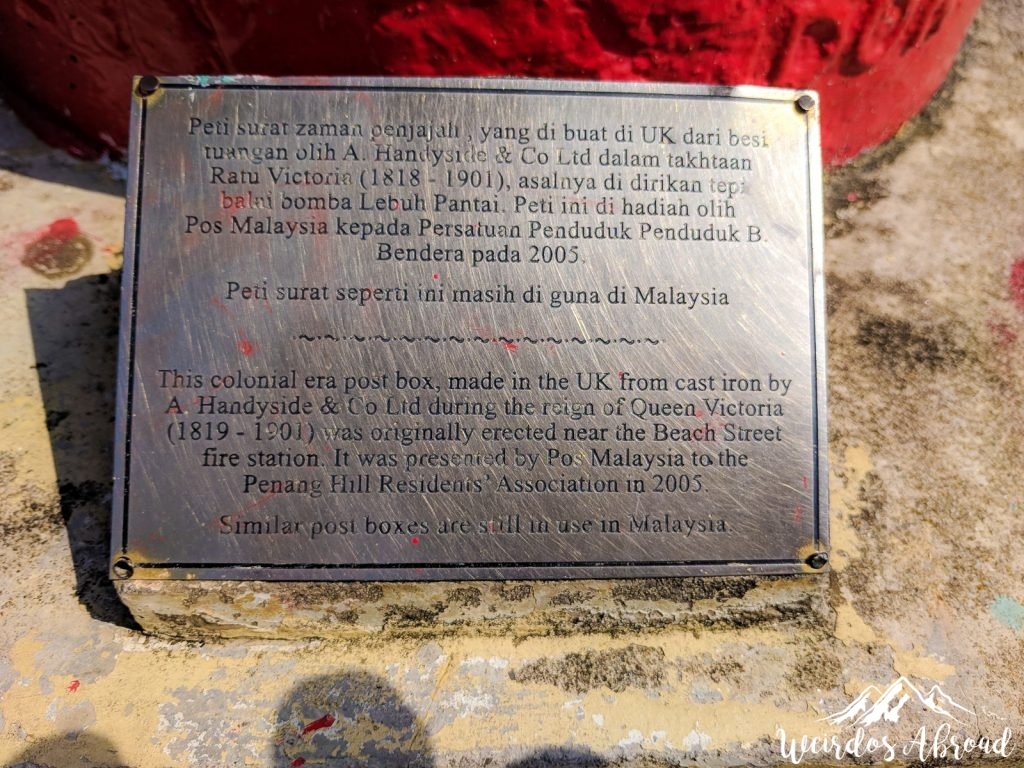 Peti surat zaman penjajah , yang di buat di UK dari besi
tuangan olih A. Handyside & Co Ltd dalam takhtaan
Ratu Victoria (1818 - 1901), asalnya di dirikan tepi
balai bomba Lebuh Pantai. Peti ini di hadiah olih
Pos Malaysia kepada Persatuan Penduduk Penduduk B.
Bendera pada 2005.
Peti surat seperti ini masih di guna di Malaysia
This colonial era post box, made in the UK from cast iron by
A. Handyside & Co Ltd during the reign of Queen Victoria
(1819 - 1901) was originally erected near the Beach Street
fire station. It was presented by Pos Malaysia to the
Penang Hill Residents' Association in 2005.
Similar post boxes are still in use in Malaysia.
Weirdos Abroad